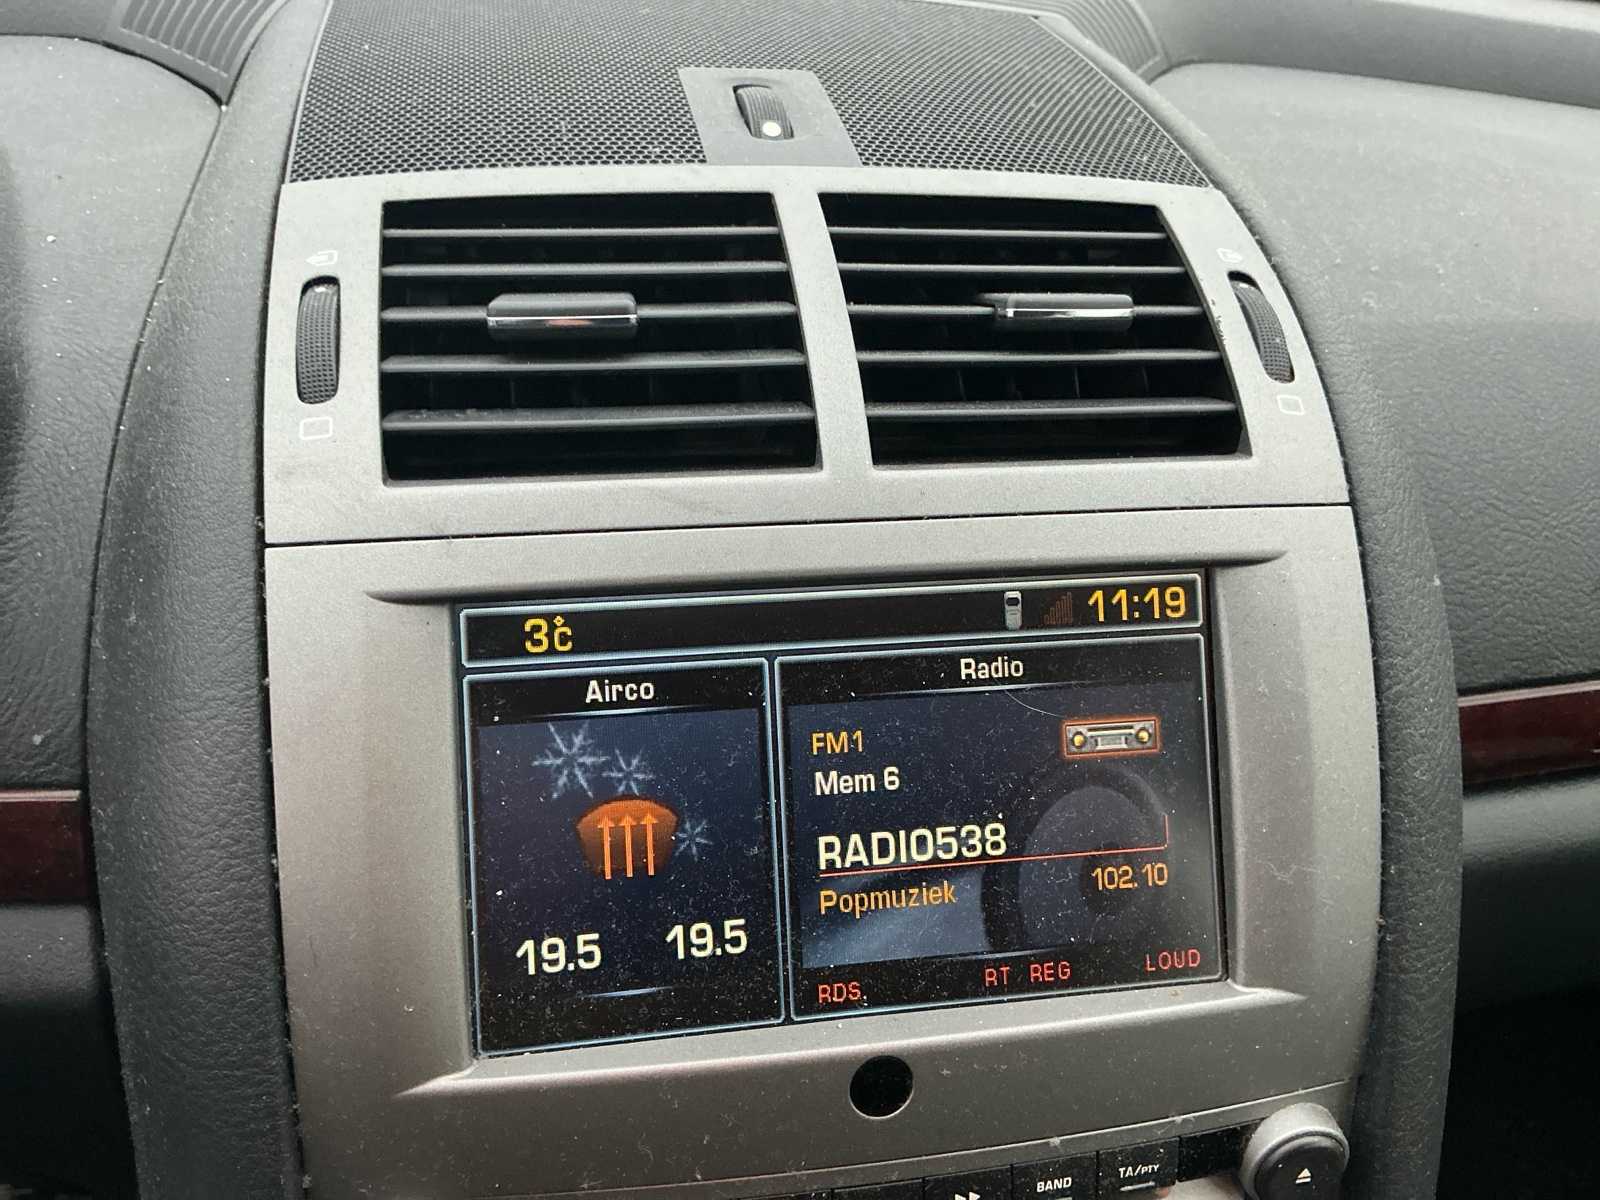 3°C
11:19
Airco
19.5 19.5
Radio
FM1
Mem 6
RADIO538
Popmuziek
102.10
RDS RT REG LOUD
BAND
TA/PTY